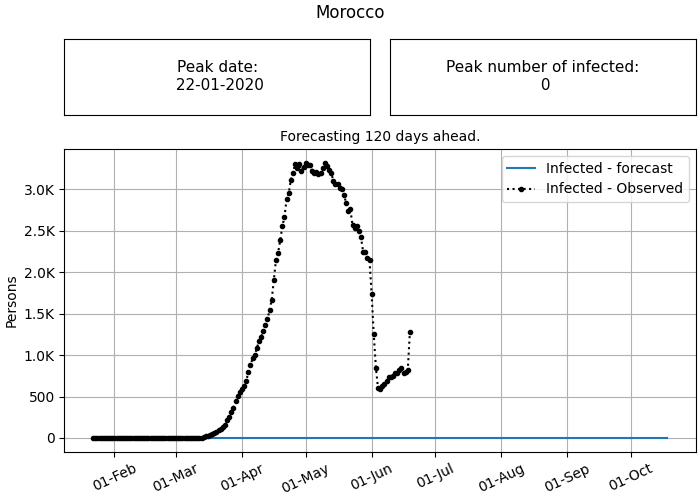 Morocco
Peak date:
22-01-2020
Peak number of infected:
0
Forecasting 120 days ahead.
Infected - forecast
Infected - Observed
3.0K
2.5K
2.0K
1.5K
1.0K
500
0
Persons
01-Feb
01-Mar
01-Apr
01-May
01-Jun
01-Jul
01-Aug
01-Sep
01-Oct